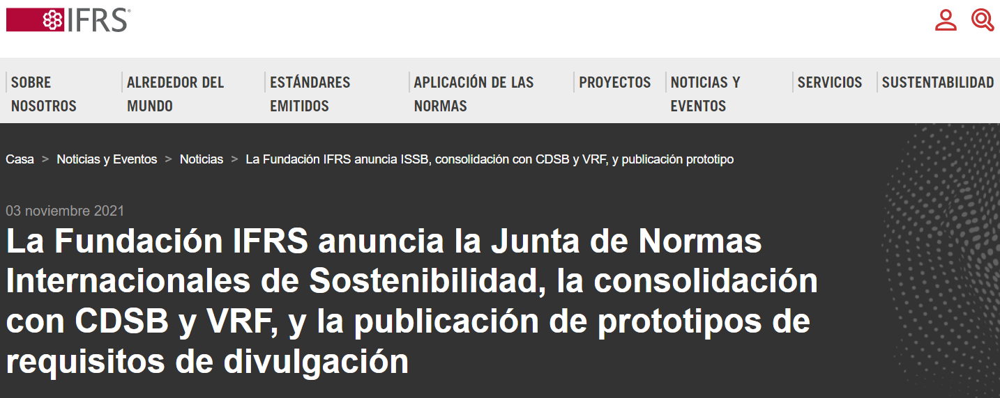 IFRS®
SOBRE NOSOTROS
ALREDEDOR DEL MUNDO
ESTÁNDARES EMITIDOS
APLICACIÓN DE LAS NORMAS
PROYECTOS
NOTICIAS Y EVENTOS
SERVICIOS
SUSTENTABILIDAD
Casa > Noticias y Eventos > Noticias > La Fundación IFRS anuncia ISSB, consolidación con CDSB y VRF, y publicación prototipo
03 noviembre 2021
La Fundación IFRS anuncia la Junta de Normas
Internacionales de Sostenibilidad, la consolidación
con CDSB y VRF, y la publicación de prototipos de
requisitos de divulgación